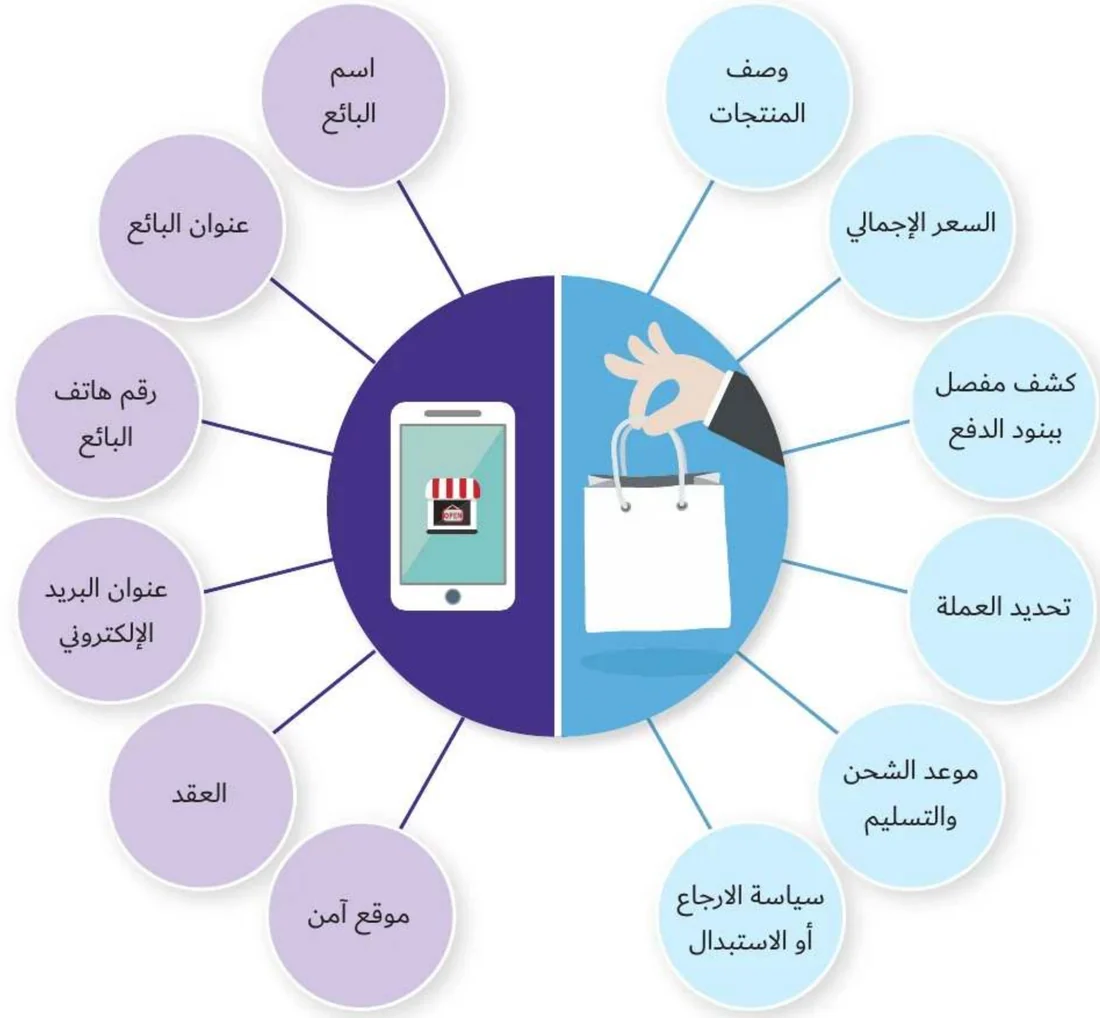 وصف
المنتجات
السعر الإجمالي
كشف مفصل
ببنود الدفع
تحديد العملة
موعد الشحن
والتسليم
سياسة الارجاع
أو الاستبدال
اسم
البائع
عنوان البائع
رقم هاتف
البائع
عنوان البريد
الإلكتروني
العقد
موقع آمن
OPEN